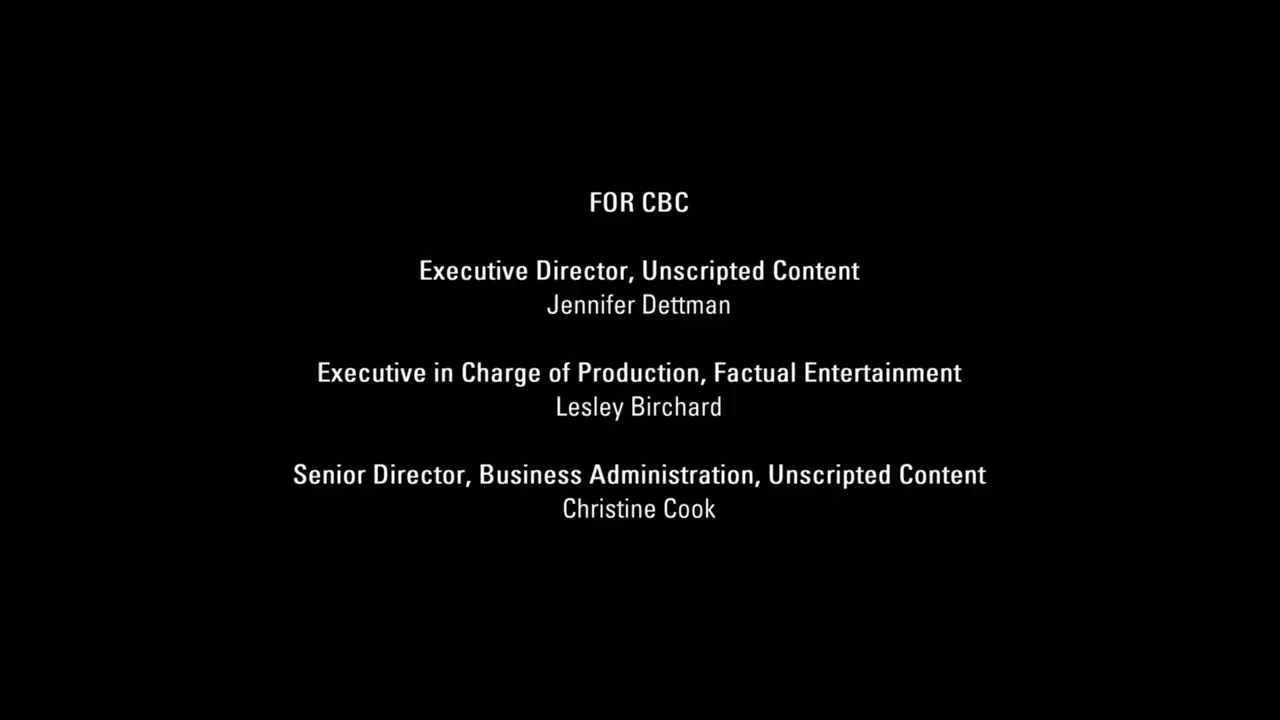 FOR CBC
Executive Director, Unscripted Content
Jennifer Dettman
Executive in Charge of Production, Factual Entertainment
Lesley Birchard
Senior Director, Business Administration, Unscripted Content
Christine Cook